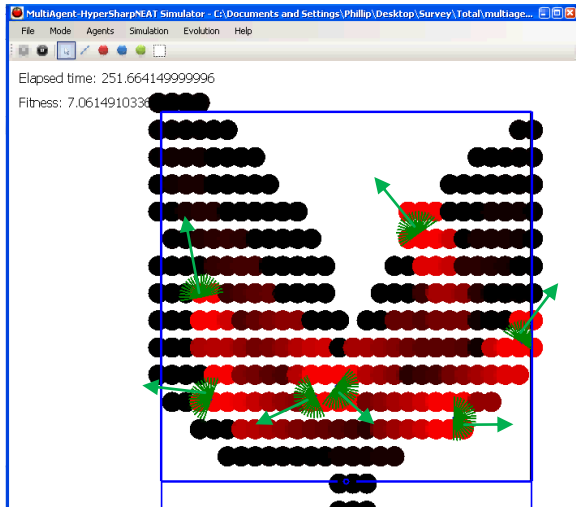 MultiAgent-HyperSharpNEAT Simulator - C:\Documents and Settings\Phillip\Desktop\Survey\Total\multiage...
File Mode Agents Simulation Evolution Help
Elapsed time: 251.664149999996
Fitness: 7.0614910336